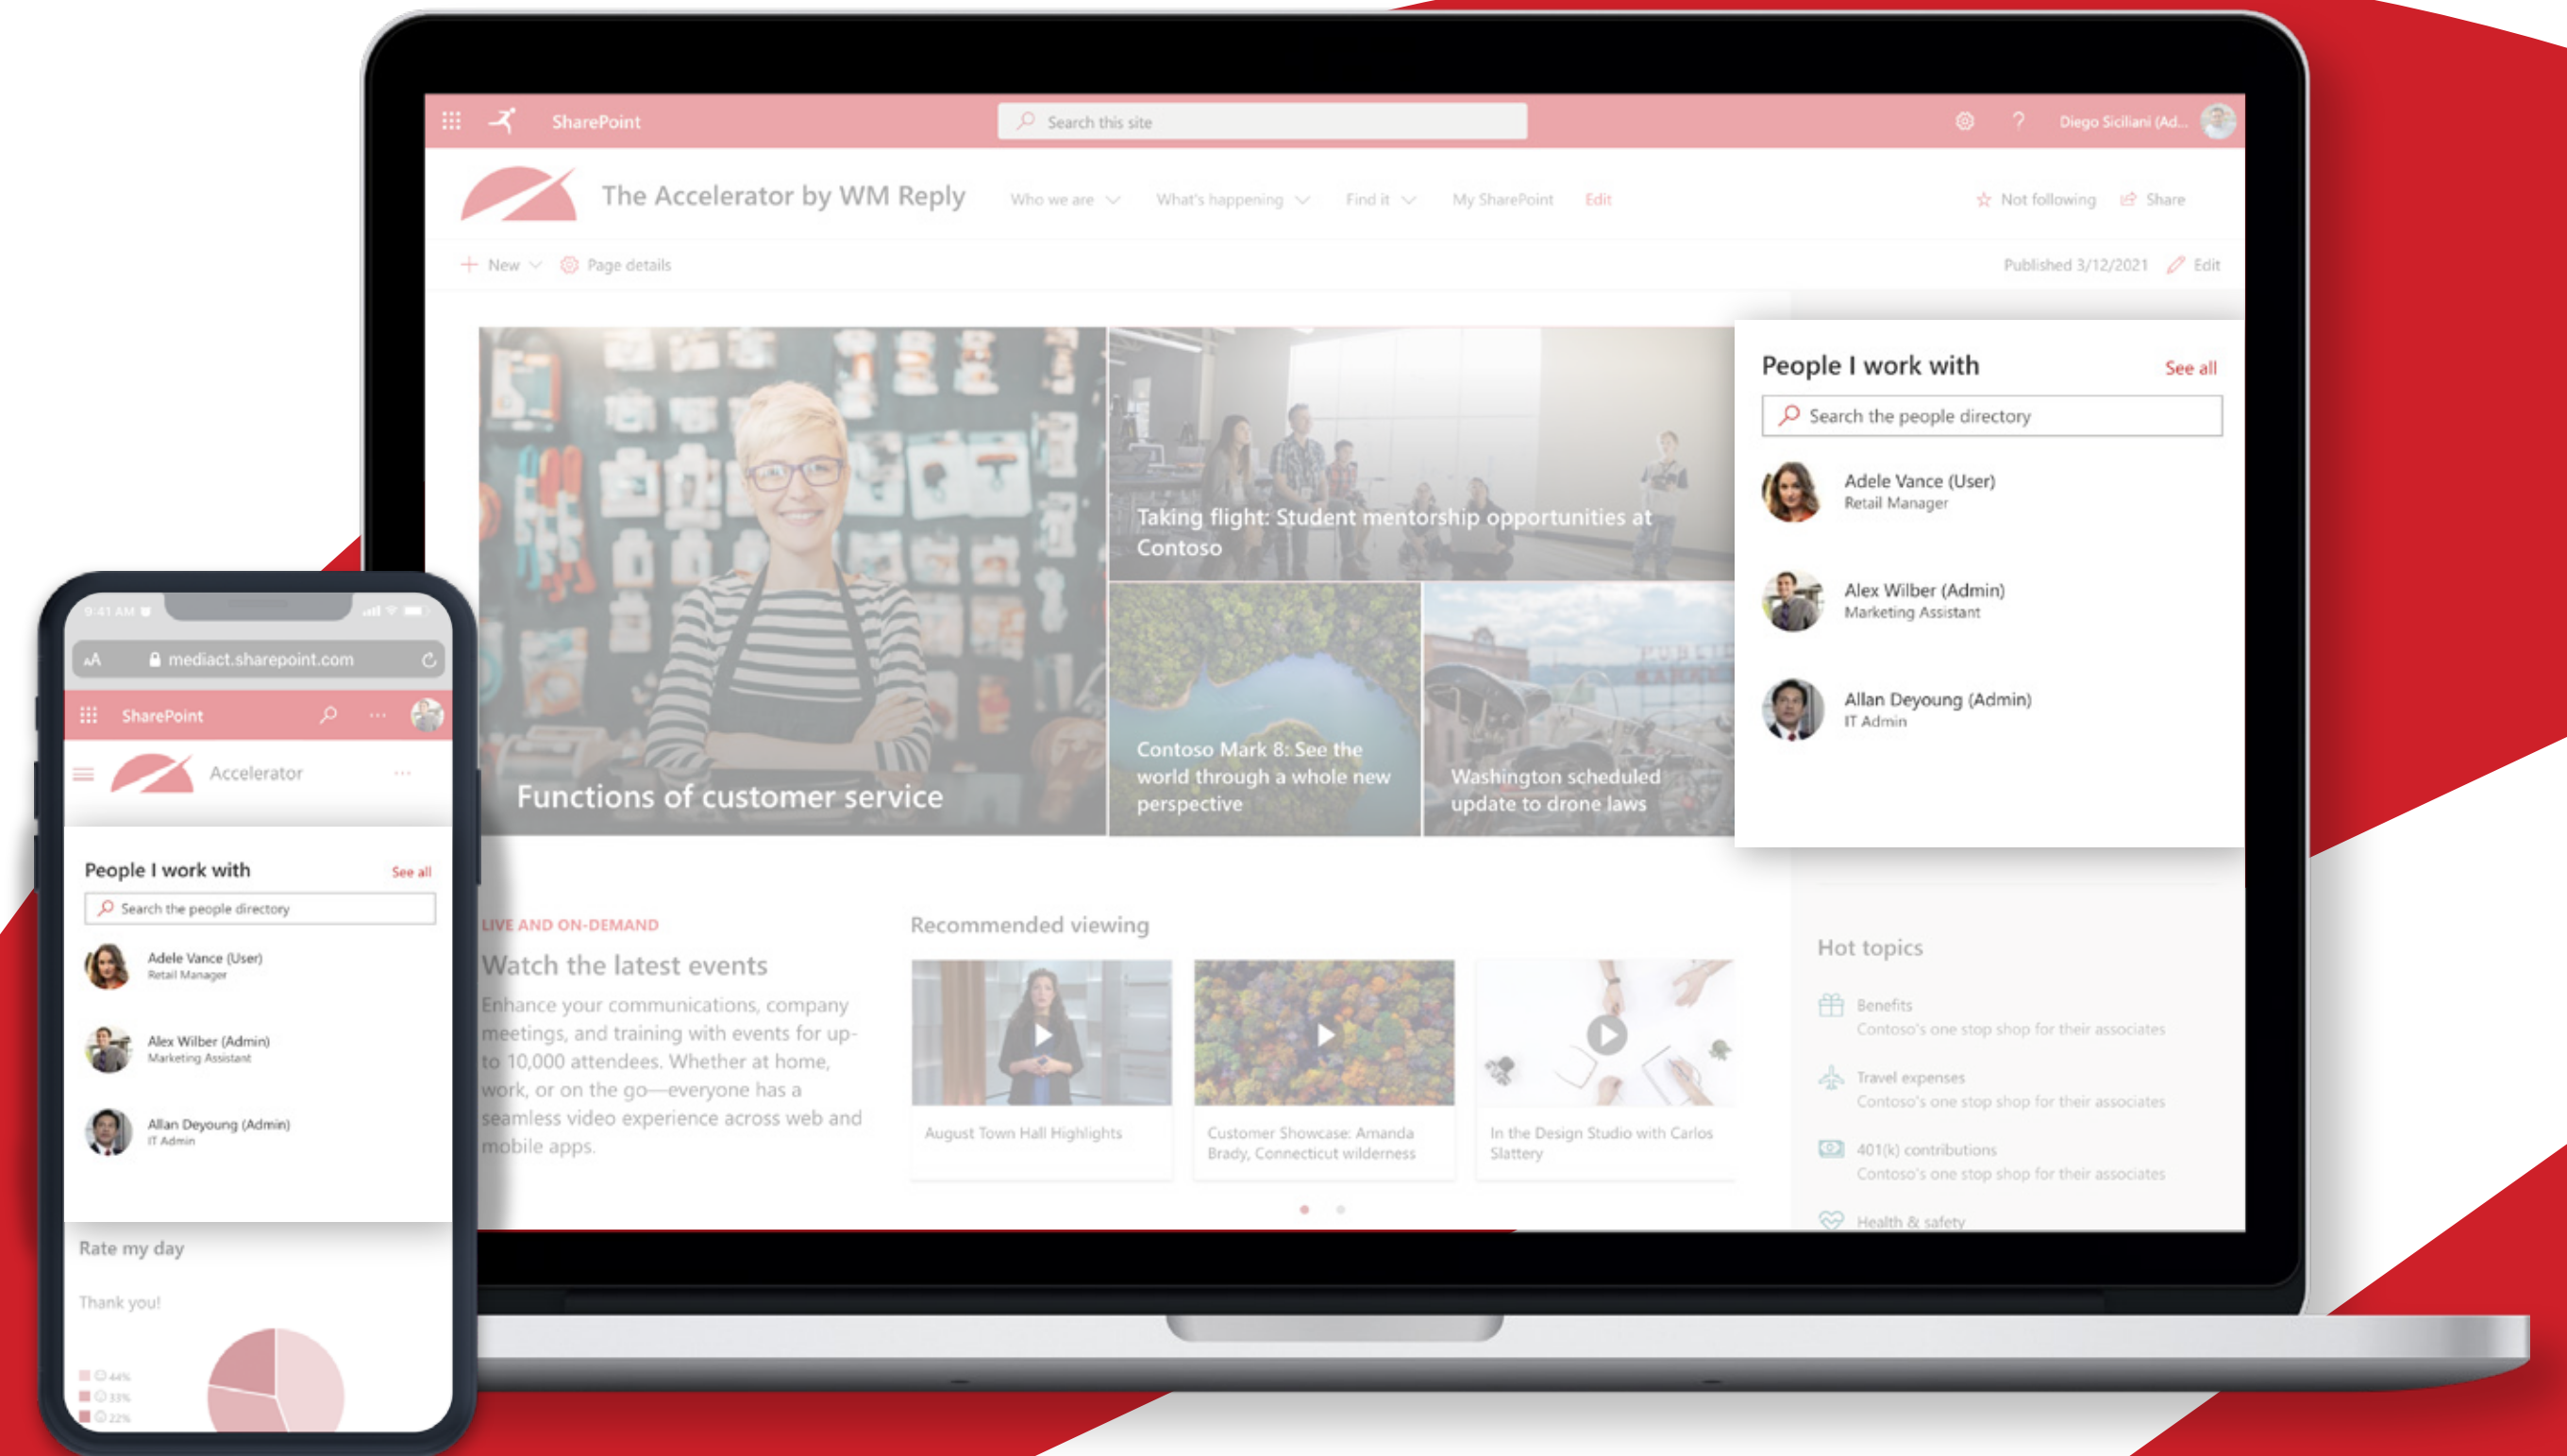 SharePoint
Search this site
Diego Siciliani (Ad...
The Accelerator by WM Reply
Who we are
What's happening
Find it
My SharePoint
Edit
Not following
Share
New
Page details
Published 3/12/2021
Edit
Functions of customer service
Taking flight: Student mentorship opportunities at
Contoso
Contoso Mark 8: See the
world through a whole new
perspective
Washington scheduled
update to drone laws
People I work with
See all
Search the people directory
Adele Vance (User)
Retail Manager
Alex Wilber (Admin)
Marketing Assistant
Allan Deyoung (Admin)
IT Admin
LIVE AND ON-DEMAND
Watch the latest events
Enhance your communications, company
meetings, and training with events for up-
to 10,000 attendees. Whether at home,
work, or on the go—everyone has a
seamless video experience across web and
mobile apps.
Recommended viewing
August Town Hall Highlights
Customer Showcase: Amanda
Brady, Connecticut wilderness
In the Design Studio with Carlos
Slattery
Hot topics
Benefits
Contoso's one stop shop for their associates
Travel expenses
Contoso's one stop shop for their associates
401(k) contributions
Contoso's one stop shop for their associates
Health & safety
9:41 AM
AA
mediact.sharepoint.com
SharePoint
Accelerator
People I work with
See all
Search the people directory
Adele Vance (User)
Retail Manager
Alex Wilber (Admin)
Marketing Assistant
Allan Deyoung (Admin)
IT Admin
Rate my day
Thank you!
44%
33%
22%